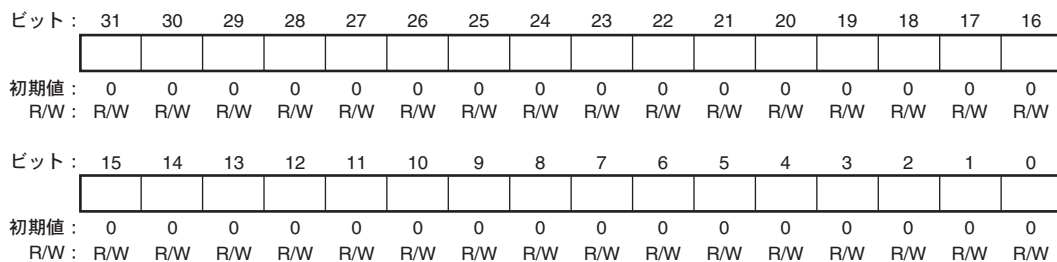 ビット： 31 30 29 28 27 26 25 24 23 22 21 20 19 18 17 16
初期値： 0 0 0 0 0 0 0 0 0 0 0 0 0 0 0 0
R/W： R/W R/W R/W R/W R/W R/W R/W R/W R/W R/W R/W R/W R/W R/W R/W R/W
ビット： 15 14 13 12 11 10 9 8 7 6 5 4 3 2 1 0
初期値： 0 0 0 0 0 0 0 0 0 0 0 0 0 0 0 0
R/W： R/W R/W R/W R/W R/W R/W R/W R/W R/W R/W R/W R/W R/W R/W R/W R/W